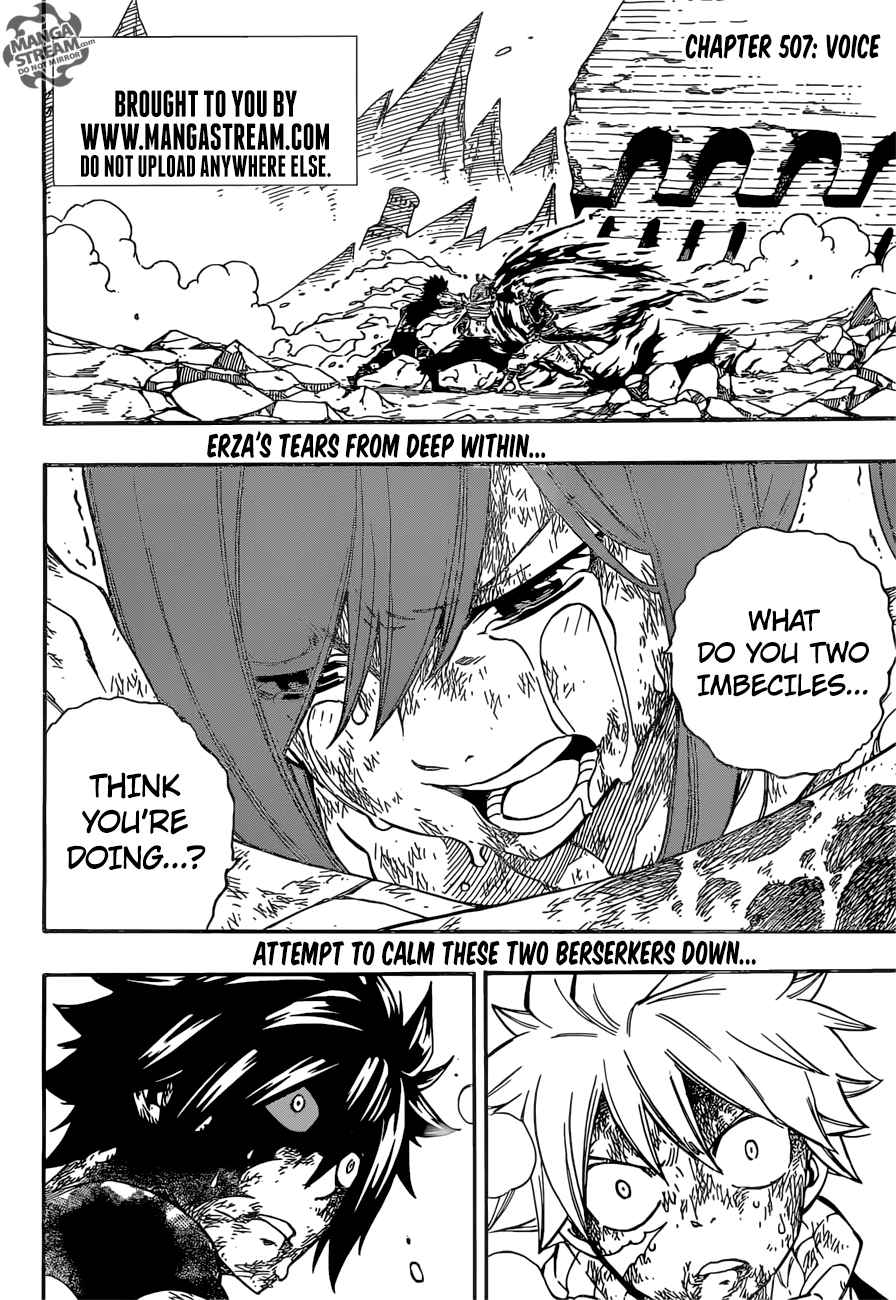 MANGA
STREAM.com
DO NOT MIRROR
CHAPTER 507: VOICE
BROUGHT TO YOU BY
WWW.MANGASTREAM.COM
DO NOT UPLOAD ANYWHERE ELSE.
ERZA'S TEARS FROM DEEP WITHIN...
WHAT
DO YOU TWO
IMBECILES...
THINK
YOU'RE
DOING...?
ATTEMPT TO CALM THESE TWO BERSERKERS DOWN...